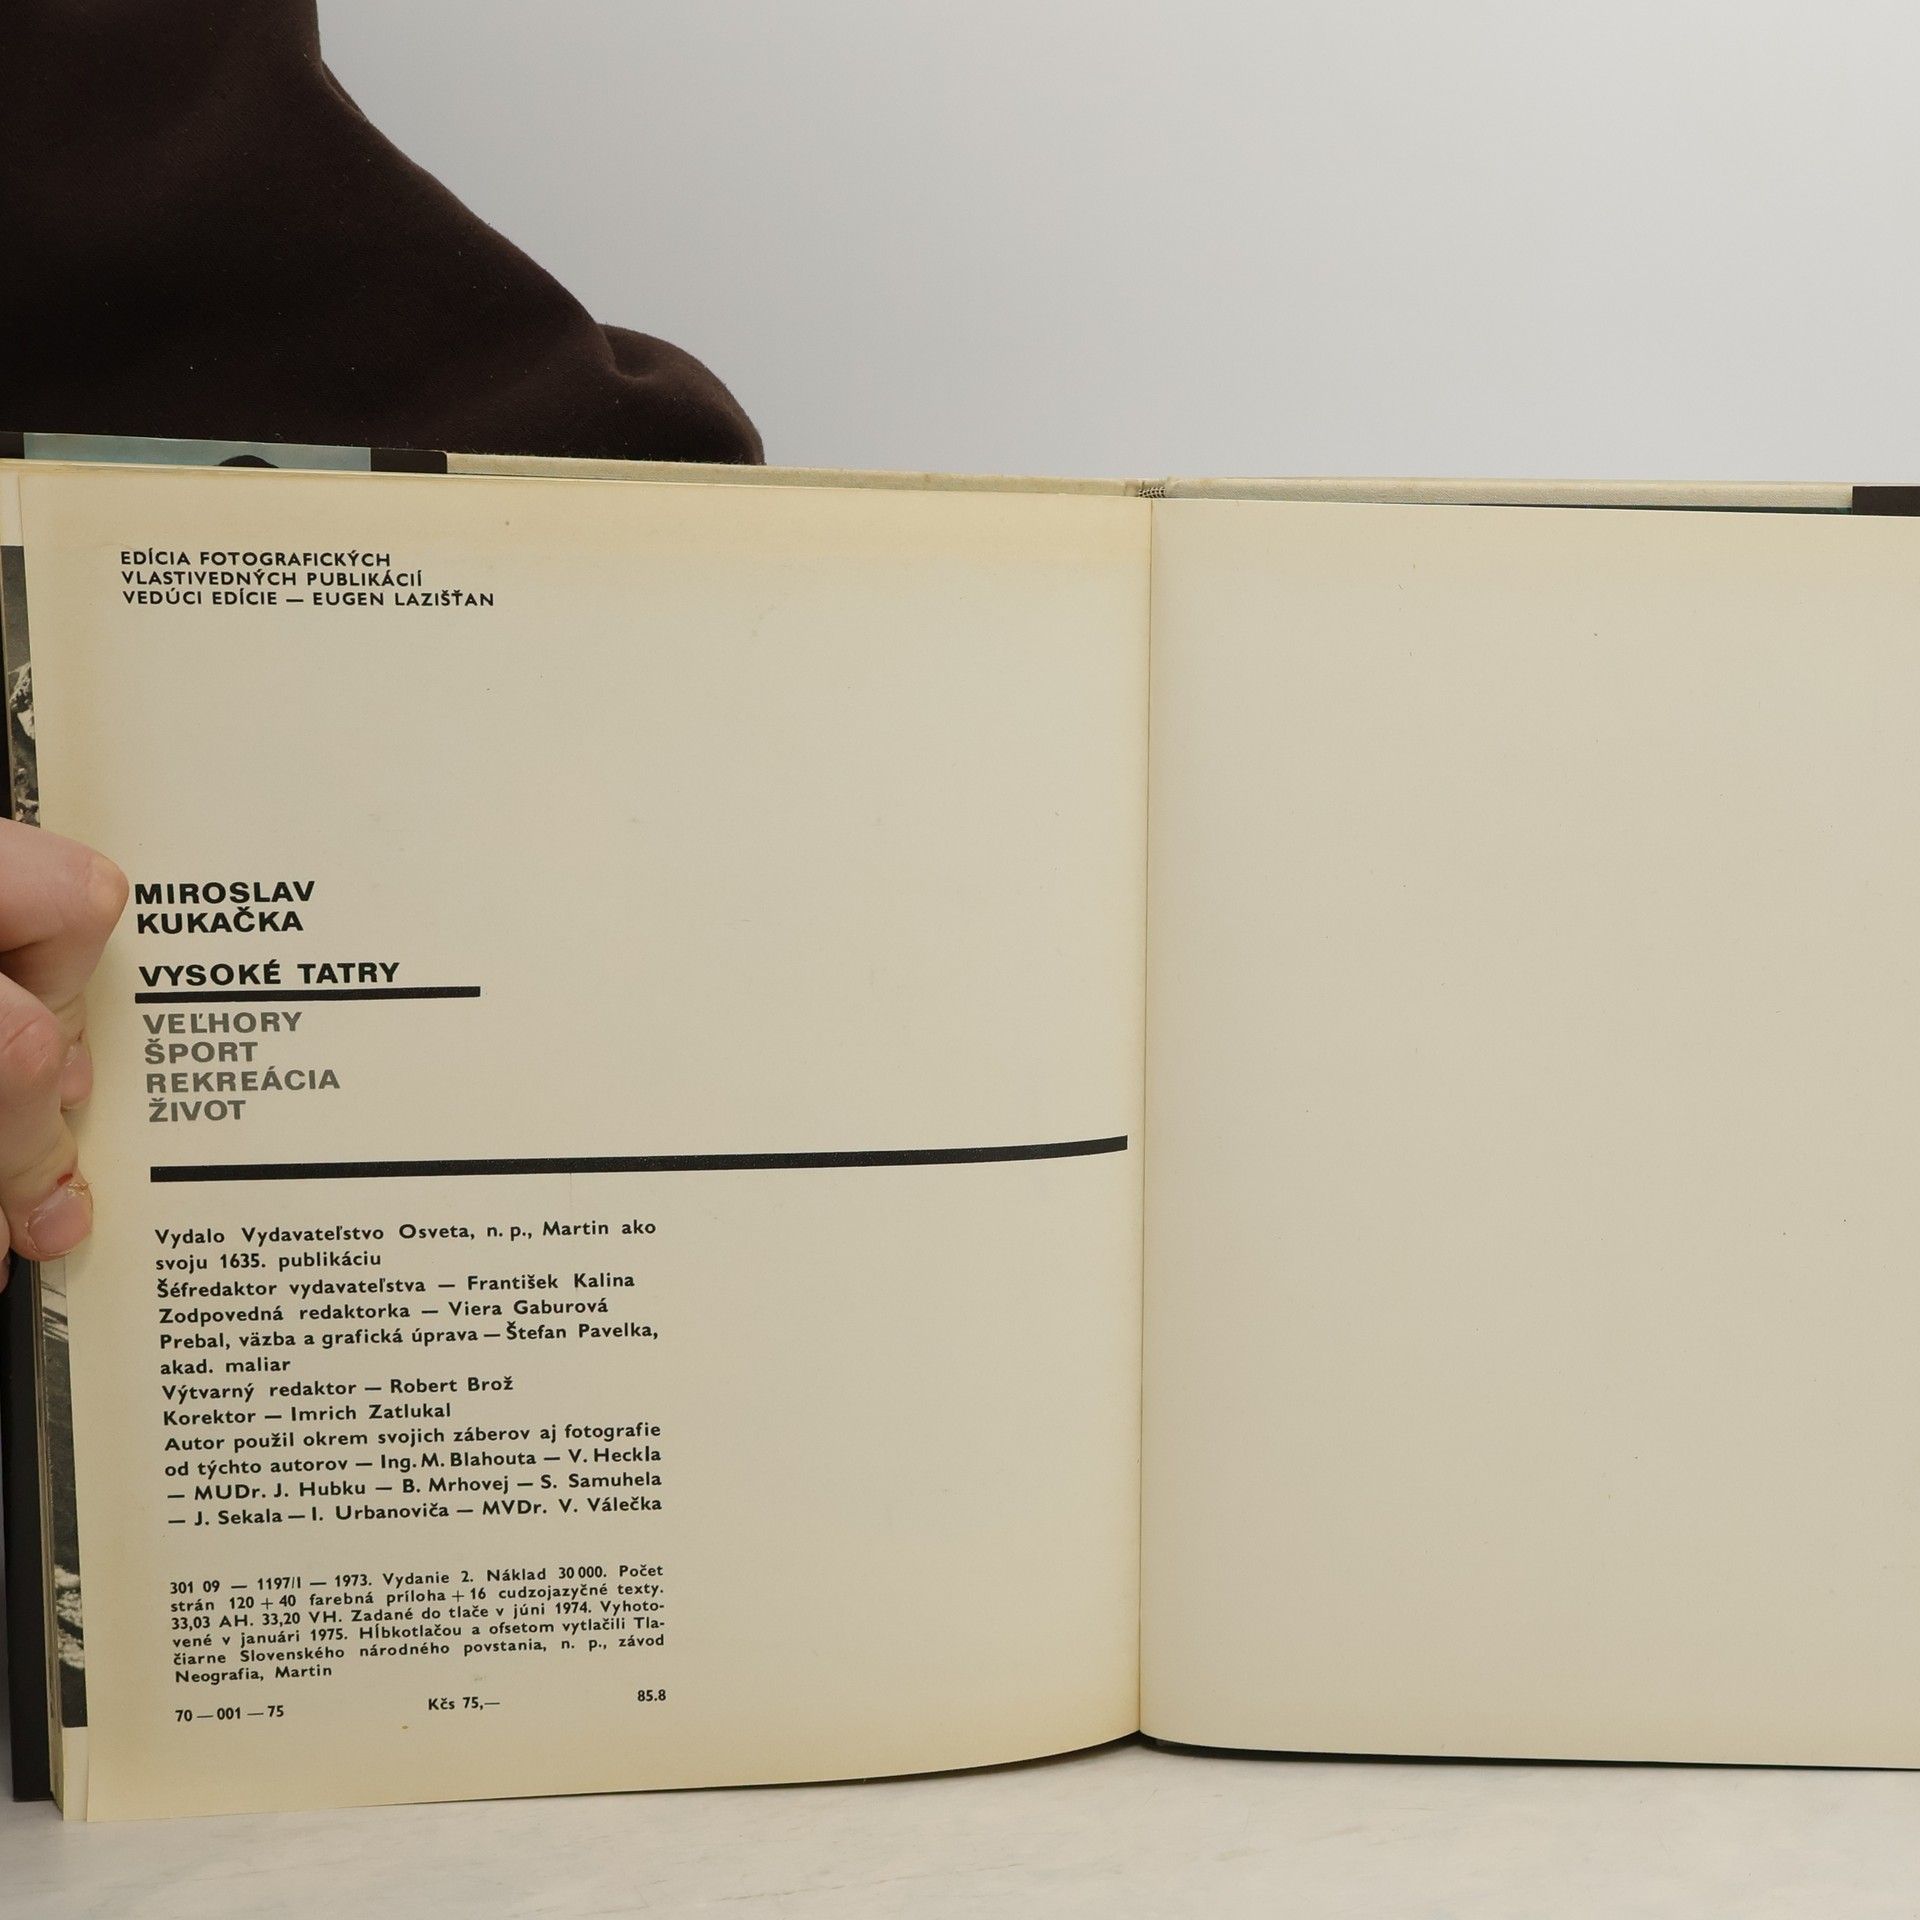 EDÍCIA FOTOGRAFICKÝCH
VLASTIVEDNÝCH PUBLIKÁCIÍ
VEDÚCI EDÍCIE — EUGEN LAZIŠŤAN
MIROSLAV
KUKAČKA
VYSOKÉ TATRY
VEĽHORY
ŠPORT
REKREÁCIA
ŽIVOT
Vydalo Vydavateľstvo Osveta, n. p., Martin ako
svoju 1635. publikáciu
Šéfredaktor vydavateľstva — František Kalina
Zodpovedná redaktorka — Viera Gaburová
Prebal, väzba a grafická úprava — Štefan Pavelka,
akad. maliar
Výtvarný redaktor — Robert Brož
Korektor — Imrich Zatlukal
Autor použil okrem svojich záberov aj fotografie
od týchto autorov — Ing. M. Blahouta — V. Heckla
— MUDr. J. Hubku — B. Mrhovej — S. Samuhela
— J. Sekala — I. Urbanoviča — MVDr. V. Válečka
301 09 — 1197/I — 1973. Vydanie 2. Náklad 30 000. Počet
strán 120 + 40 farebná príloha + 16 cudzojazyčné texty.
33,03 AH. 33,20 VH. Zadané do tlače v júni 1974. Vyhoto-
vené v januári 1975. Hĺbkotlačou a ofsetom vytlačili Tla-
čiarne Slovenského národného povstania, n. p., závod
Neografia, Martin
70 — 001 — 75 Kčs 75,— 85.8